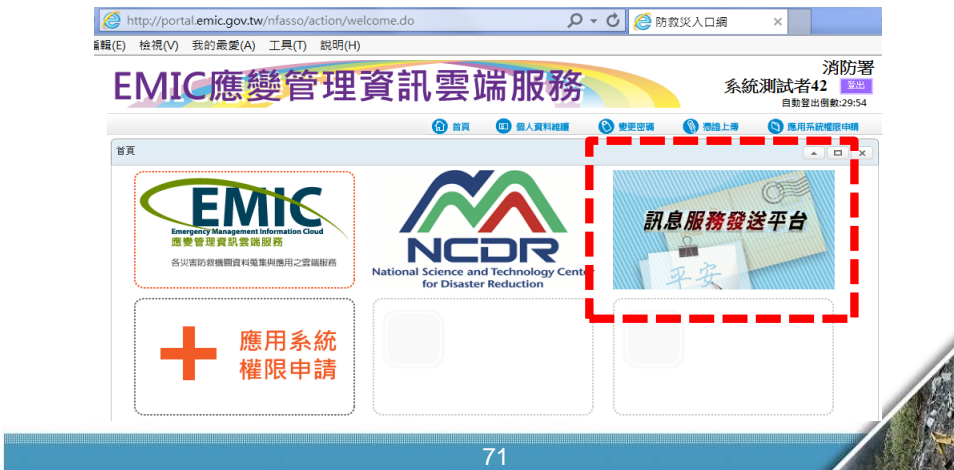 http://portal.emic.gov.tw/nfasso/action/welcome.do
防救災入口網
編輯(E) 檢視(V) 我的最愛(A) 工具(T) 說明(H)
EMIC應變管理資訊雲端服務
消防署
系統測試者42 登出
自動登出倒數:29:54
首頁 個人資料維護 變更密碼 憑證上傳 應用系統權限申請
首頁
EMIC
Emergency Management Information Cloud
應變管理資訊雲端服務
各災害防救機關資料蒐集與應用之雲端服務
NCDR
National Science and Technology Center
for Disaster Reduction
訊息服務發送平台
平安
應用系統
權限申請
71